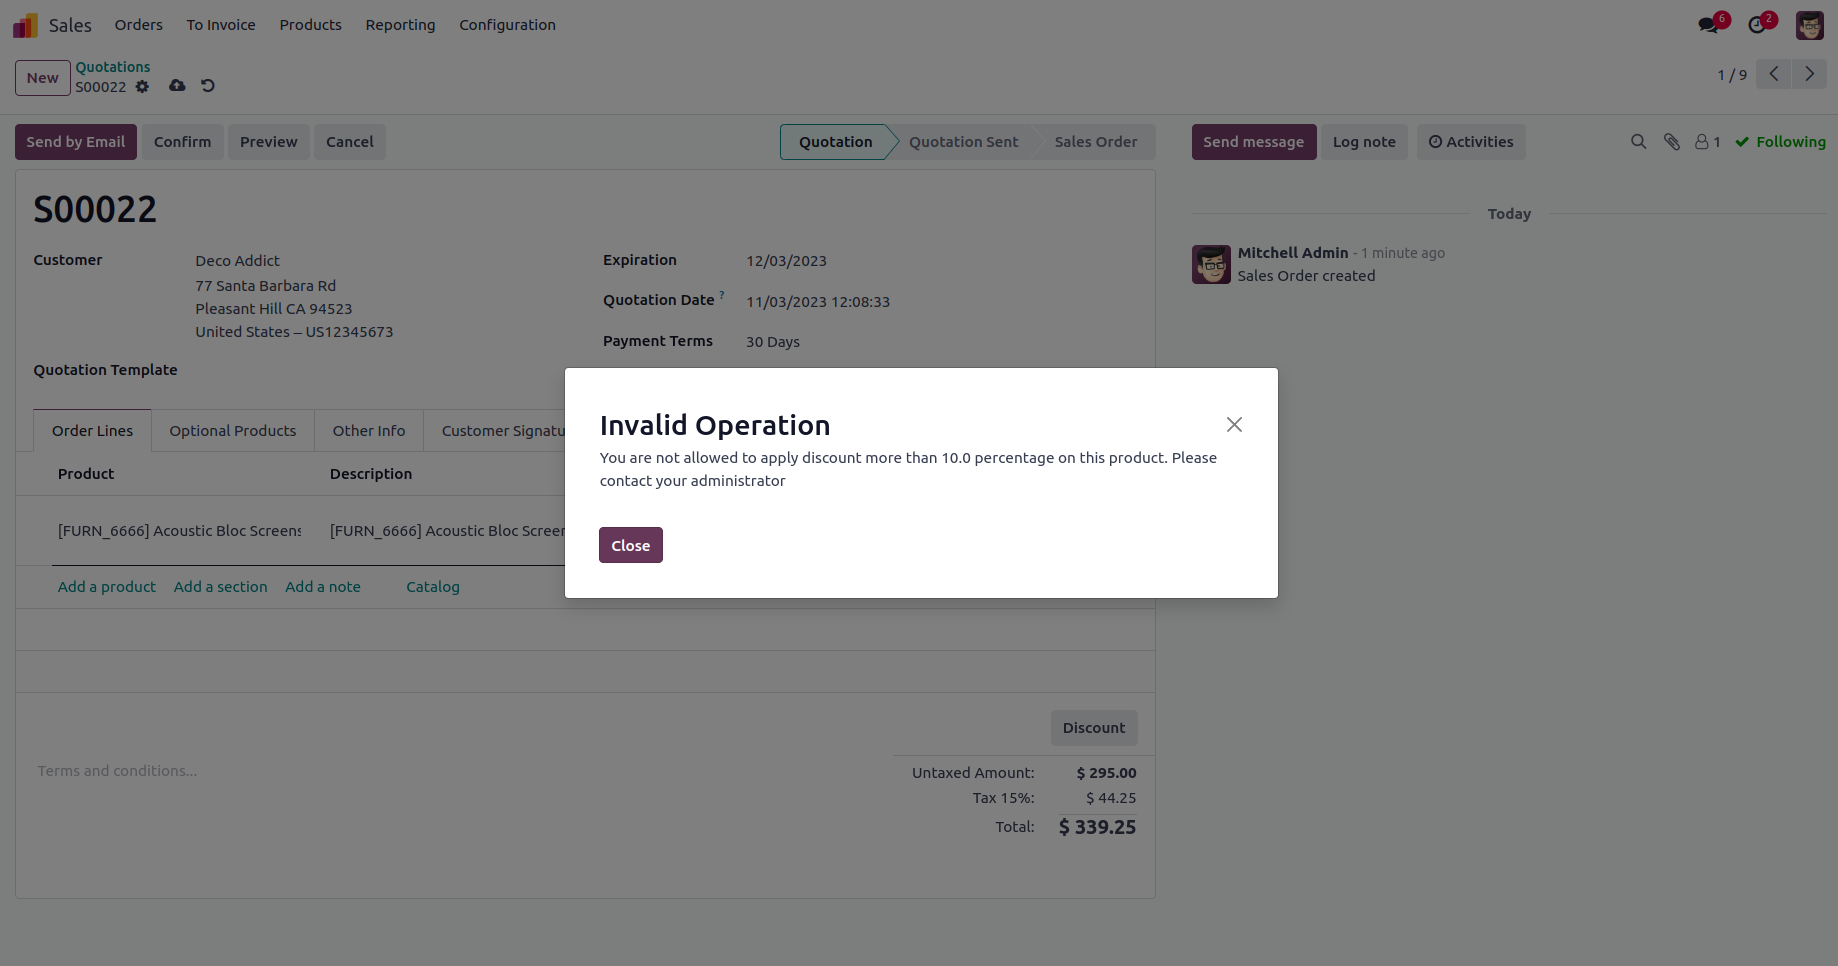 Sales Orders To Invoice Products Reporting Configuration 6 2
New Quotations
S00022 1 / 9
Send by Email Confirm Preview Cancel Quotation Quotation Sent Sales Order Send message Log note Activities 1 Following
S00022
Today
Customer Deco Addict Expiration 12/03/2023
Mitchell Admin - 1 minute ago
Sales Order created
77 Santa Barbara Rd
Quotation Date ? 11/03/2023 12:08:33
Pleasant Hill CA 94523
United States – US12345673
Payment Terms 30 Days
Quotation Template
Order Lines Optional Products Other Info Customer Signatu
Product Description
[FURN_6666] Acoustic Bloc Screens [FURN_6666] Acoustic Bloc Screen
Add a product Add a section Add a note Catalog
Invalid Operation
You are not allowed to apply discount more than 10.0 percentage on this product. Please
contact your administrator
Close
Discount
Terms and conditions...
Untaxed Amount: $ 295.00
Tax 15%: $ 44.25
Total: $ 339.25